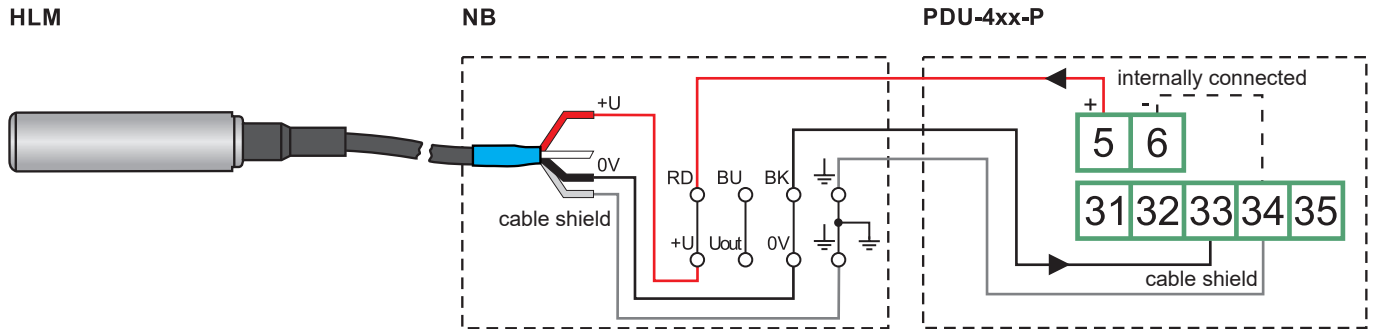 HLM
NB
PDU-4xx-P
internally connected
+ -
+U
5 6
0V
RD BU BK
31 32 33 34 35
cable shield
+U Uout 0V
cable shield